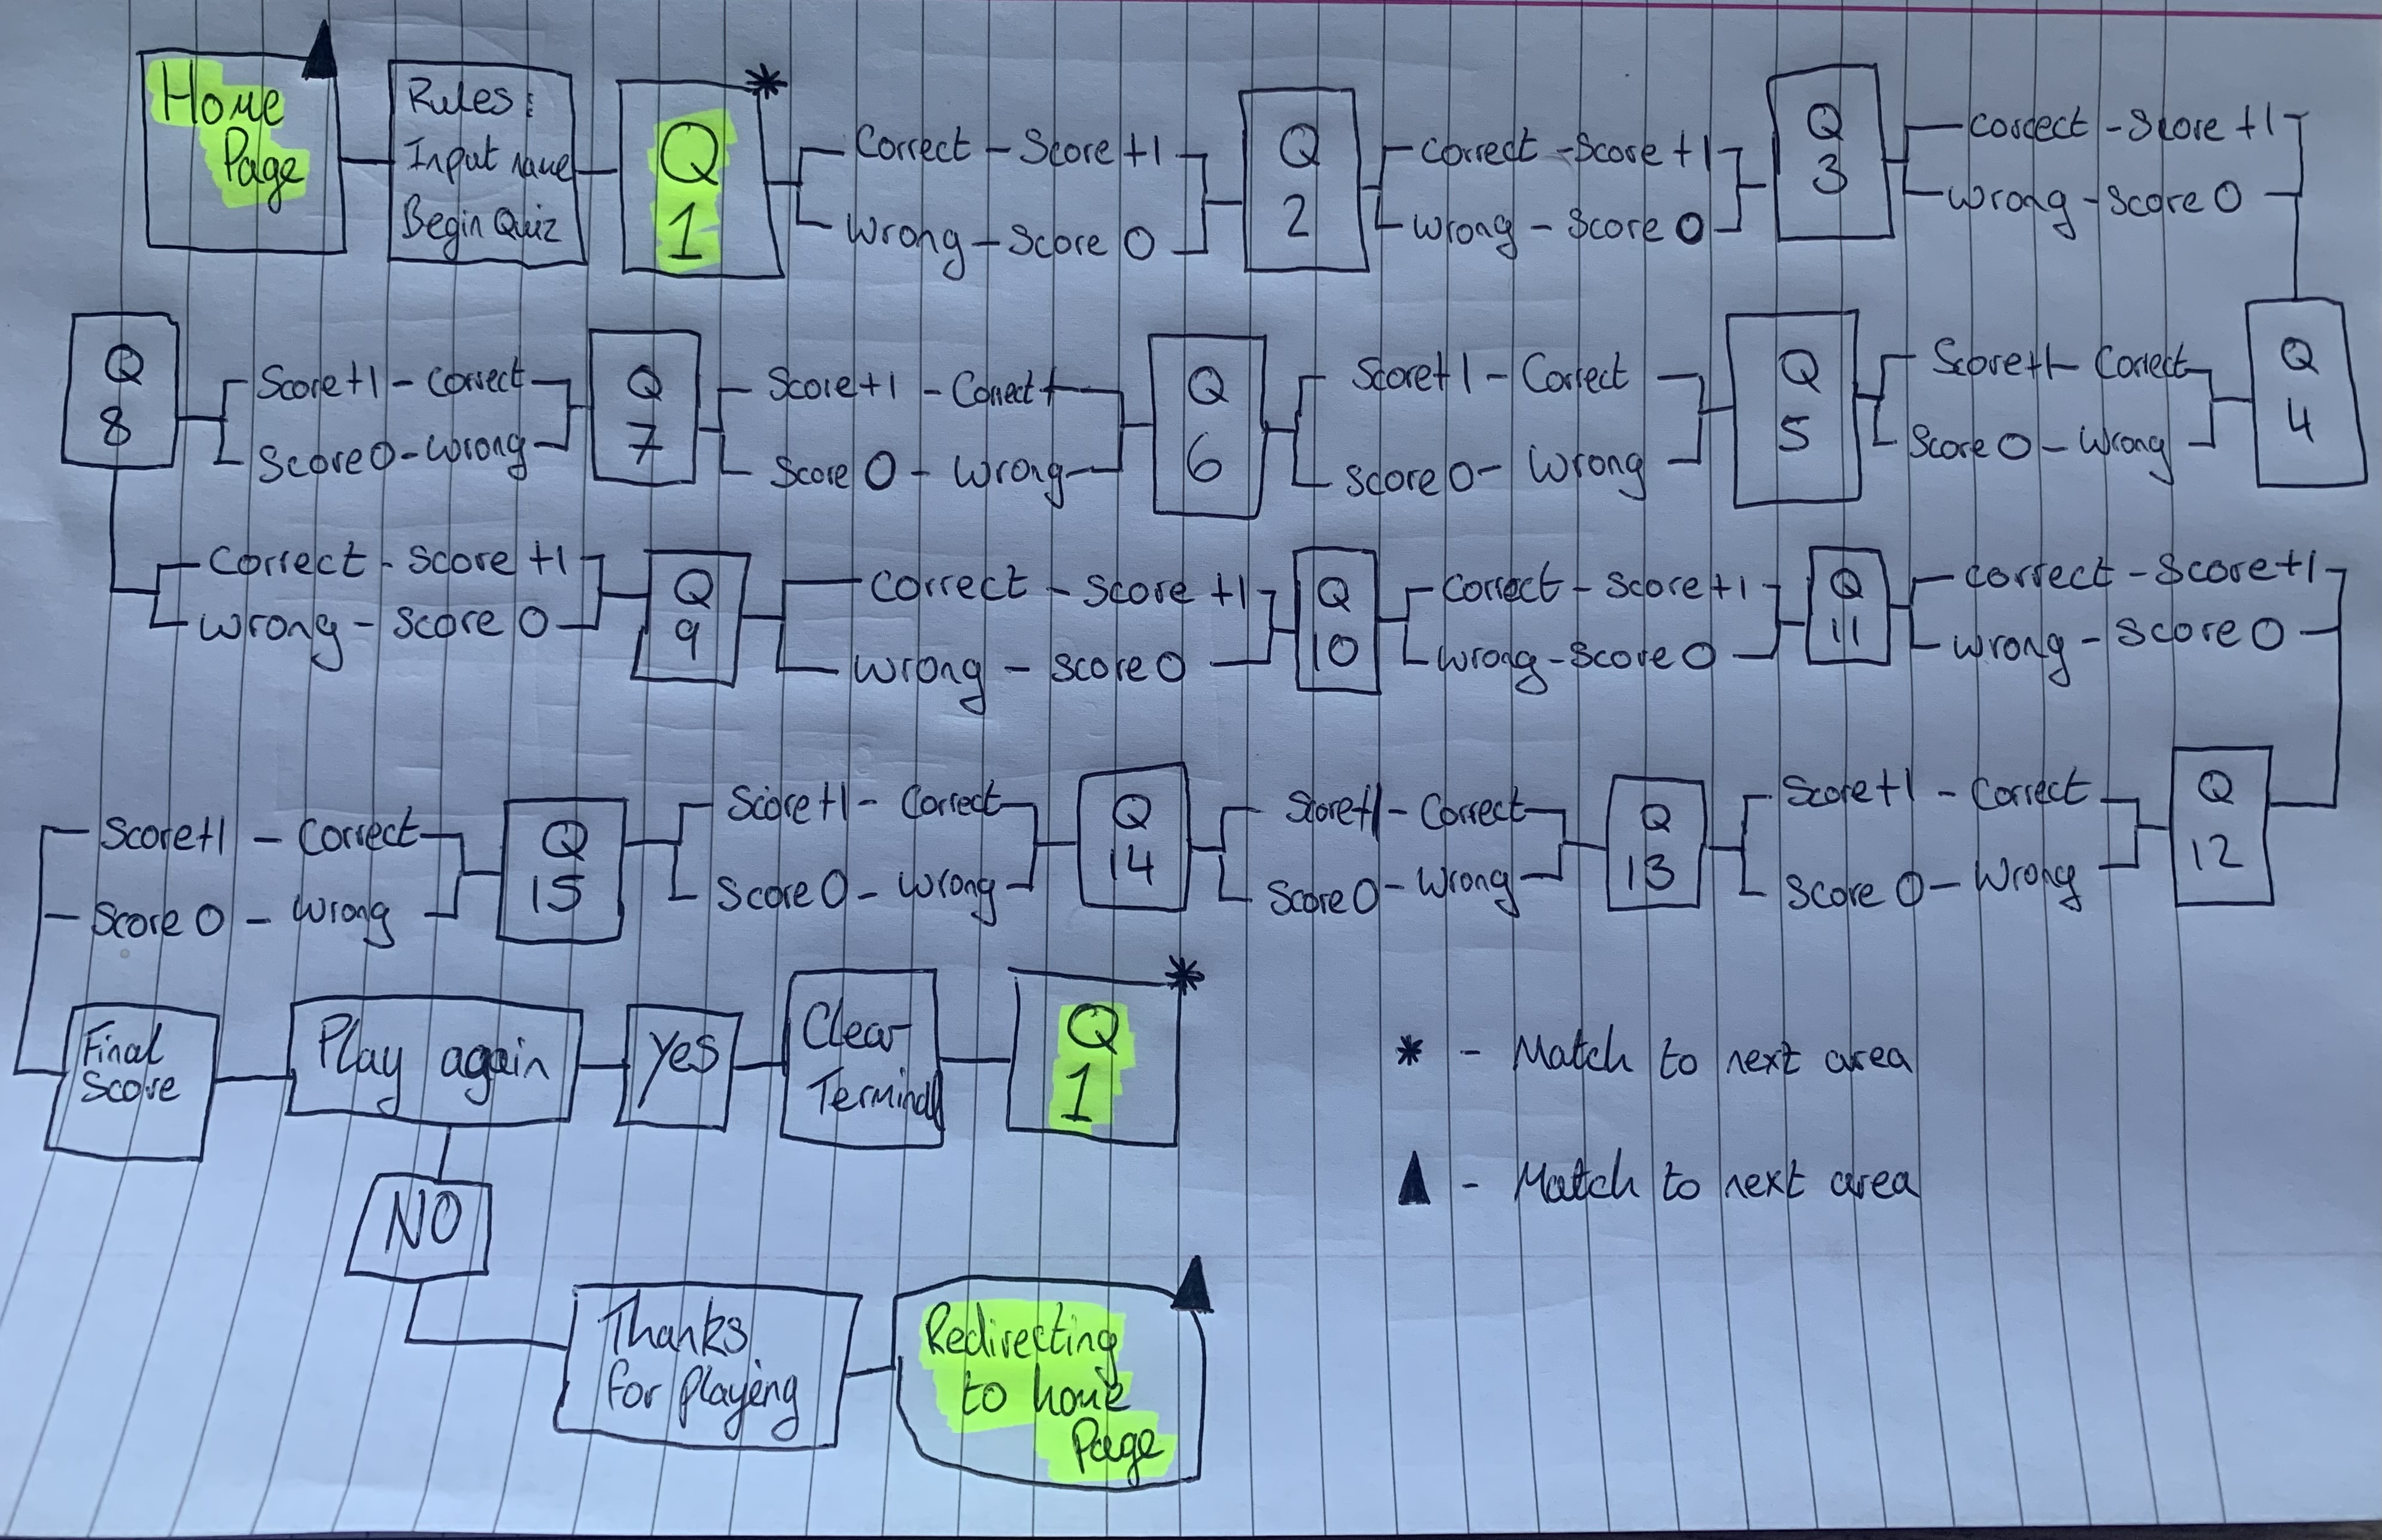 Home
Page
Rules:
Input name
Begin Quiz
Q
1
*
Correct - Score +1
Wrong - Score 0
Q
2
Correct - Score +1
Wrong - Score 0
Q
3
Correct - Score +1
Wrong - Score 0
Q
4
Score+1 - Correct
Score 0 - Wrong
Q
5
Score+1 - Correct
Score 0 - Wrong
Q
6
Score+1 - Correct
Score 0 - Wrong
Q
7
Score+1 - Correct
Score 0 - Wrong
Q
8
Correct - Score +1
Wrong - Score 0
Q
9
Correct - Score +1
Wrong - Score 0
Q
10
Correct - Score +1
Wrong - Score 0
Q
11
Correct - Score +1
Wrong - Score 0
Q
12
Score+1 - Correct
Score 0 - Wrong
Q
13
Score+1 - Correct
Score 0 - Wrong
Q
14
Score+1 - Correct
Score 0 - Wrong
Q
15
Score+1 - Correct
Score 0 - Wrong
Final
Score
Play again
Yes
Clear
Terminal
Q
1
*
* - Match to next area
▲ - Match to next area
NO
Thanks
for playing
Redirecting
to home
Page